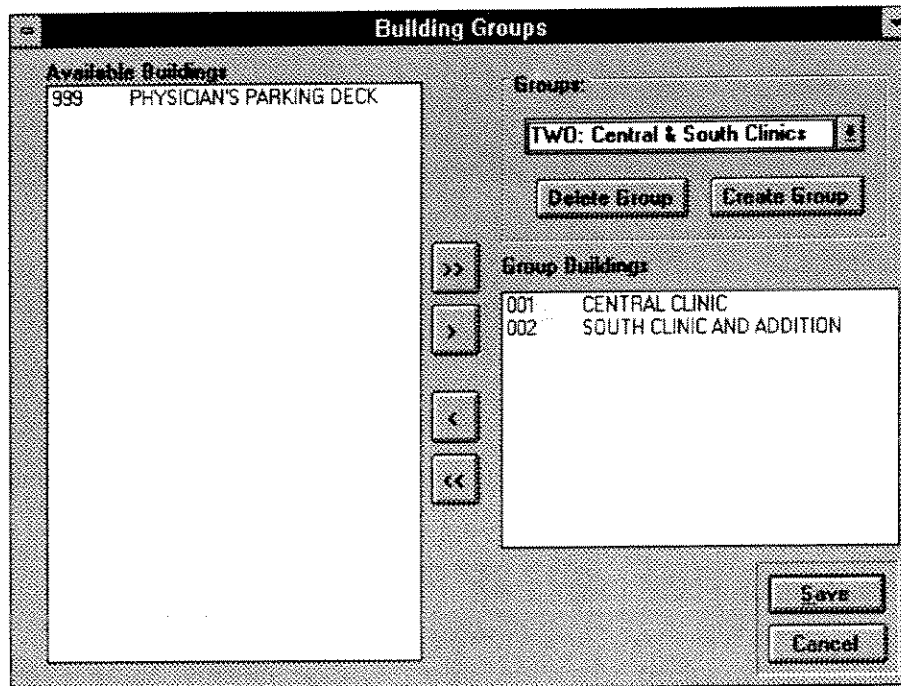 Building Groups
Available Buildings
999 PHYSICIAN'S PARKING DECK
Groups:
TWO: Central & South Clinics
Delete Group
Create Group
>>
>
<
<<
Group Buildings
001 CENTRAL CLINIC
002 SOUTH CLINIC AND ADDITION
Save
Cancel